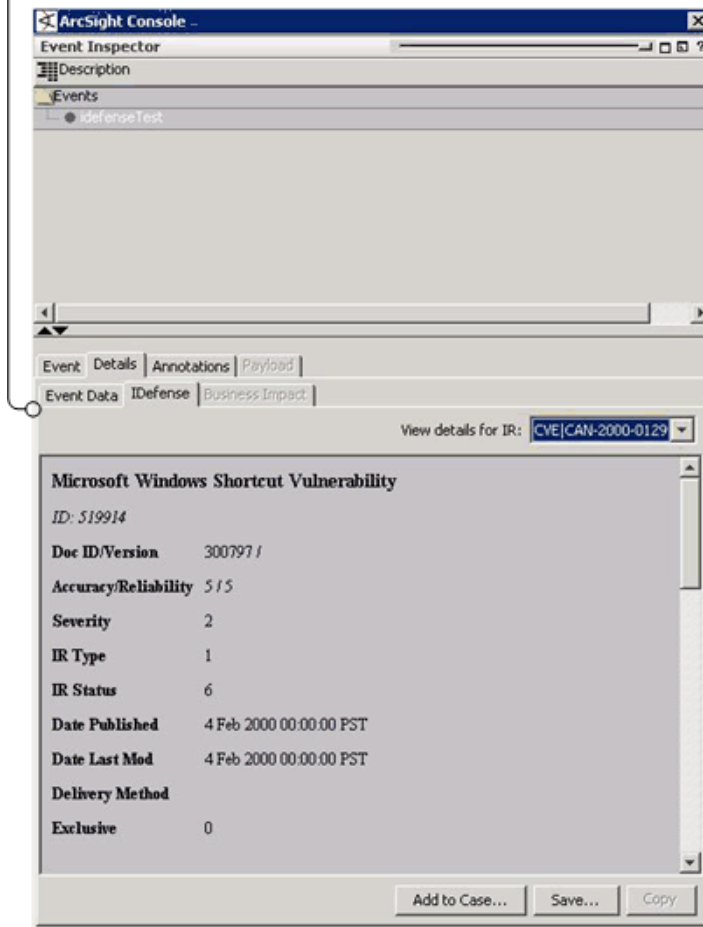 ArcSight Console -
Event Inspector
Description
Events
idefenseTest
Event Details Annotations Payload
Event Data IDefense Business Impact
View details for IR: CVE|CAN-2000-0129
Microsoft Windows Shortcut Vulnerability
ID: 519914
Doc ID/Version 300797 /
Accuracy/Reliability 5 / 5
Severity 2
IR Type 1
IR Status 6
Date Published 4 Feb 2000 00:00:00 PST
Date Last Mod 4 Feb 2000 00:00:00 PST
Delivery Method
Exclusive 0
Add to Case... Save... Copy